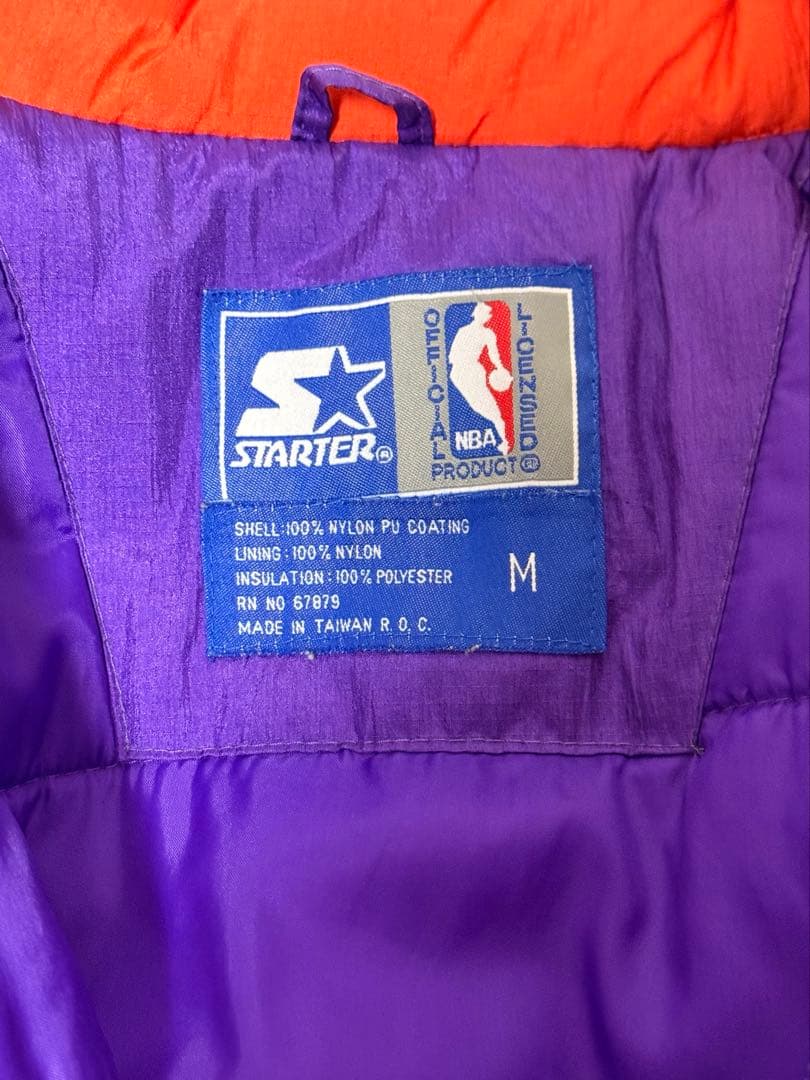 STARTER®
OFFICIAL
LICENSED
NBA
PRODUCT®
SHELL:100% NYLON PU COATING
LINING:100% NYLON
INSULATION:100% POLYESTER
RN NO 67879
MADE IN TAIWAN R.O.C.
M